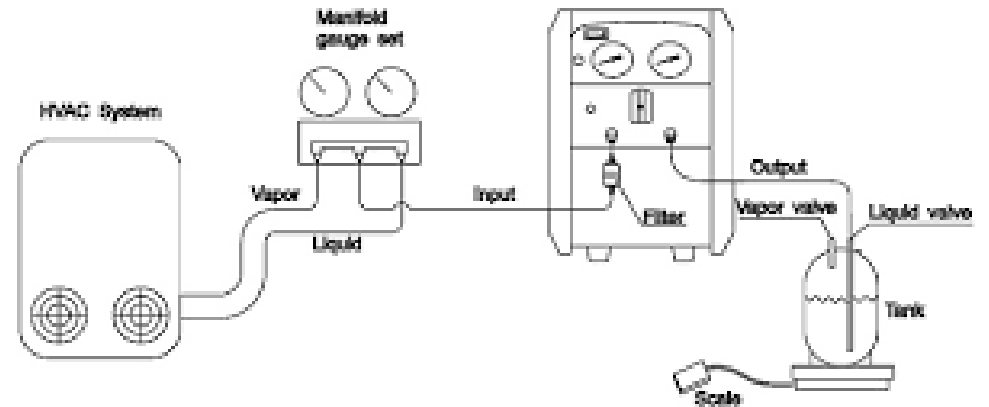 Manifold
gauge set
HVAC System
Vapor
Liquid
Input
Filter
Output
Vapor valve
Liquid valve
Tank
Scale